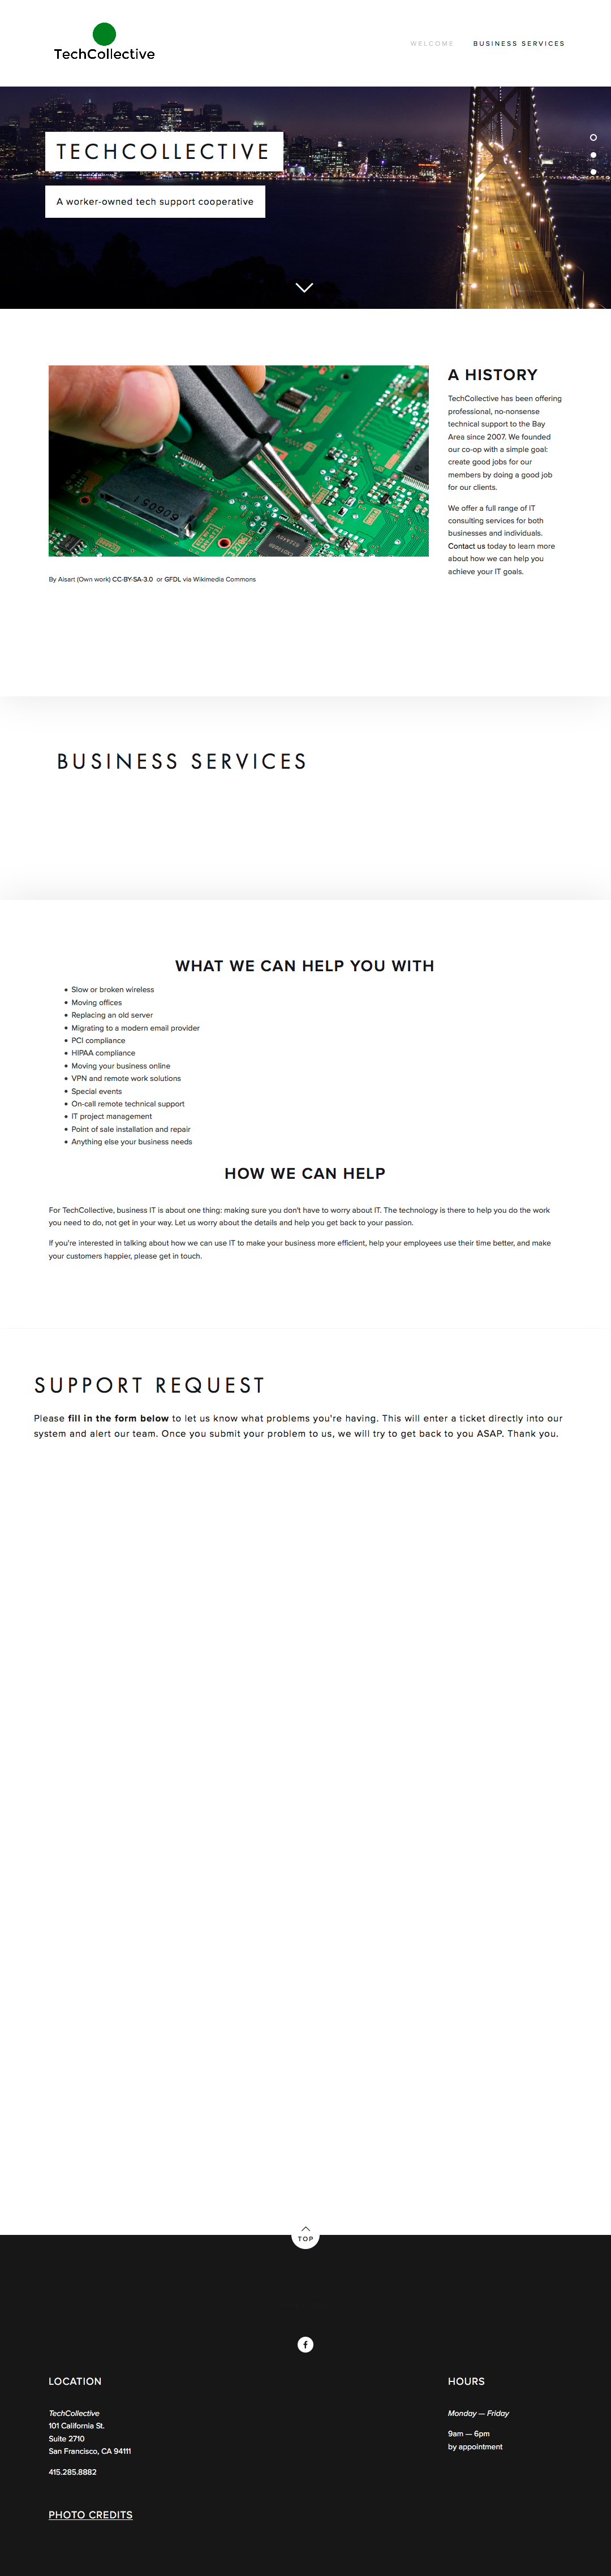 TechCollective
WELCOME
BUSINESS SERVICES
TECHCOLLECTIVE
A worker-owned tech support cooperative
A HISTORY
TechCollective has been offering
professional, no-nonsense
technical support to the Bay
Area since 2007. We founded
our co-op with a simple goal:
create good jobs for our
members by doing a good job
for our clients.
We offer a full range of IT
consulting services for both
businesses and individuals.
Contact us today to learn more
about how we can help you
achieve your IT goals.
By Aisart (Own work) CC-BY-SA-3.0 or GFDL via Wikimedia Commons
BUSINESS SERVICES
WHAT WE CAN HELP YOU WITH
• Slow or broken wireless
• Moving offices
• Replacing an old server
• Migrating to a modern email provider
• PCI compliance
• HIPAA compliance
• Moving your business online
• VPN and remote work solutions
• Special events
• On-call remote technical support
• IT project management
• Point of sale installation and repair
• Anything else your business needs
HOW WE CAN HELP
For TechCollective, business IT is about one thing: making sure you don't have to worry about IT. The technology is there to help you do the work
you need to do, not get in your way. Let us worry about the details and help you get back to your passion.
If you're interested in talking about how we can use IT to make your business more efficient, help your employees use their time better, and make
your customers happier, please get in touch.
SUPPORT REQUEST
Please fill in the form below to let us know what problems you're having. This will enter a ticket directly into our
system and alert our team. Once you submit your problem to us, we will try to get back to you ASAP. Thank you.
TOP
LOCATION
TechCollective
101 California St.
Suite 2710
San Francisco, CA 94111
415.285.8882
HOURS
Monday — Friday
9am — 6pm
by appointment
PHOTO CREDITS